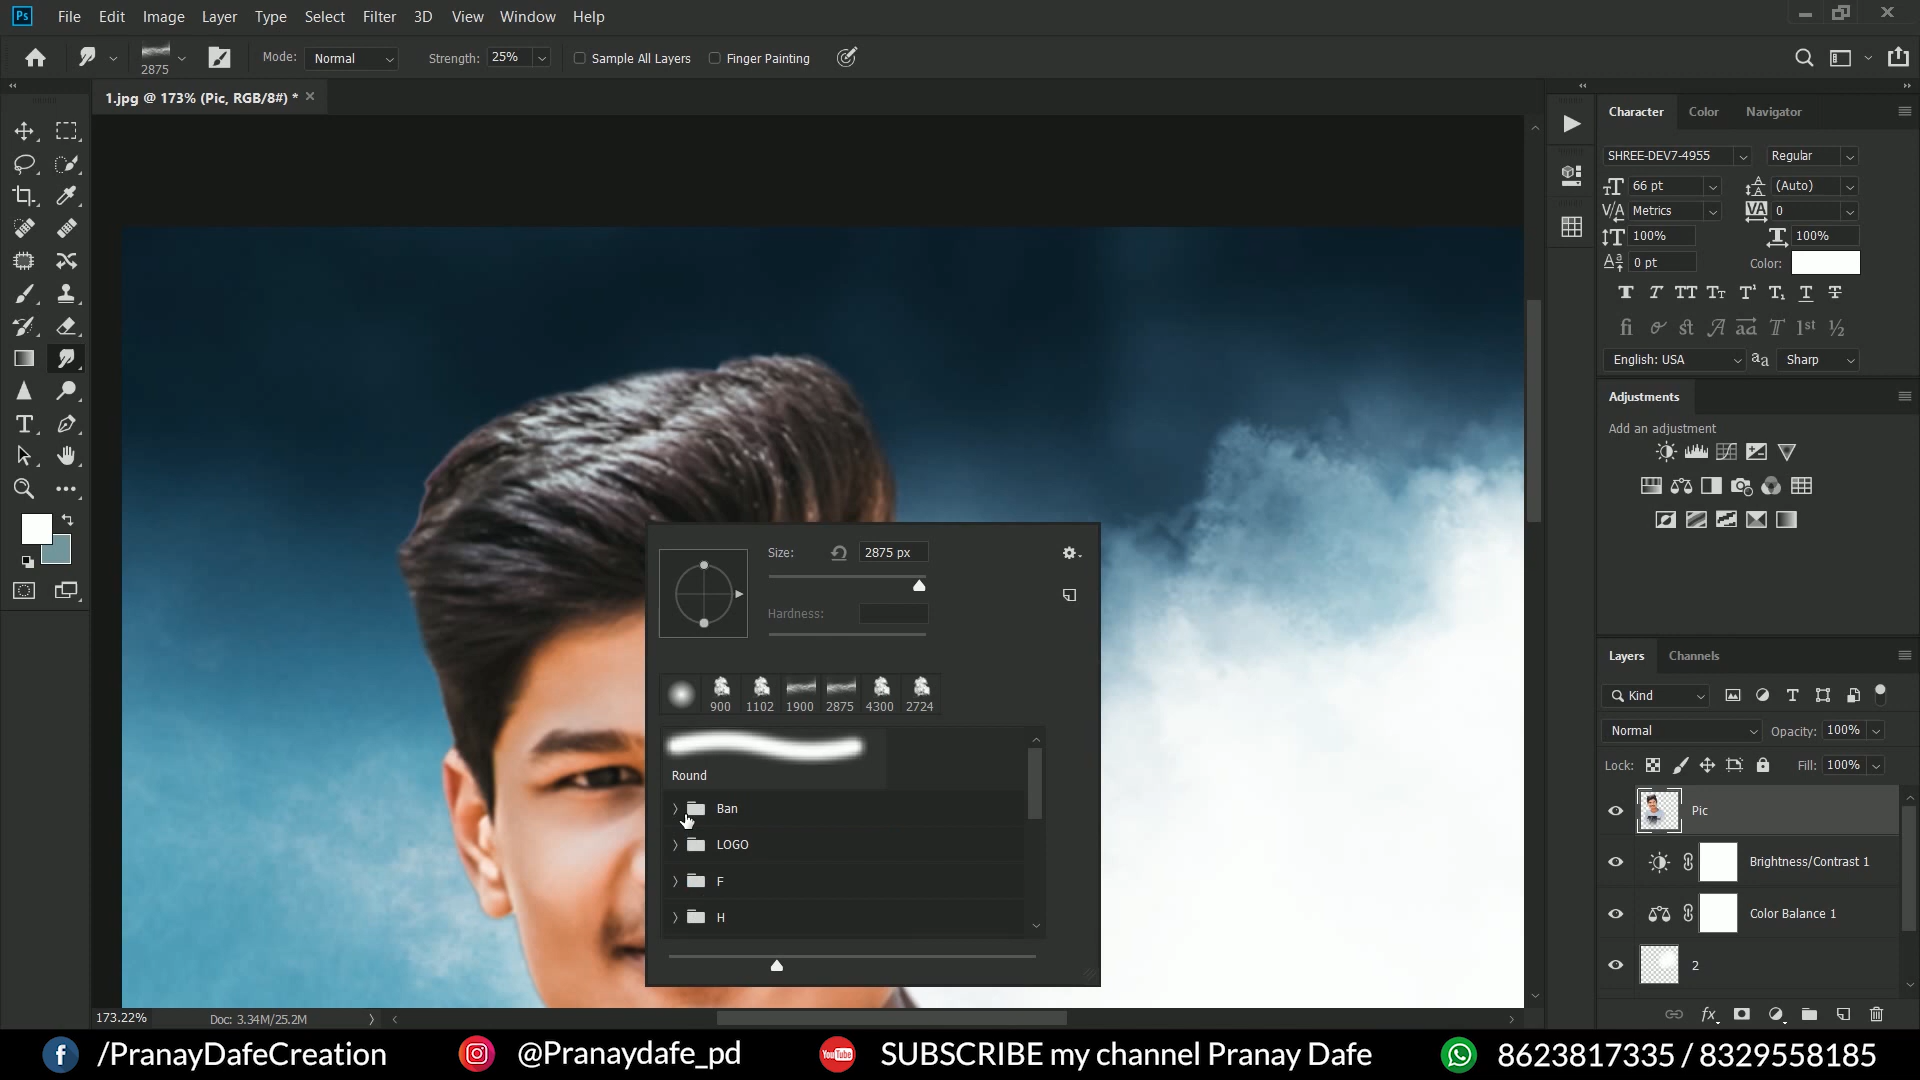 Ps File Edit Image Layer Type Select Filter 3D View Window Help
2875 Mode: Normal Strength: 25% Sample All Layers Finger Painting
1.jpg @ 173% (Pic, RGB/8#) * ×
Character Color Navigator
SHREE-DEV7-4955 Regular
66 pt (Auto)
Metrics 0
100% 100%
0 pt Color:
English: USA Sharp
Adjustments
Add an adjustment
Size: 2875 px
Hardness:
900 1102 1900 2875 4300 2724
Round
Ban
LOGO
F
H
Layers Channels
Kind
Normal Opacity: 100%
Lock: Fill: 100%
Pic
Brightness/Contrast 1
Color Balance 1
2
173.22% Doc: 3.34M/25.2M
/PranayDafeCreation @Pranaydafe_pd YouTube SUBSCRIBE my channel Pranay Dafe 8623817335 / 8329558185